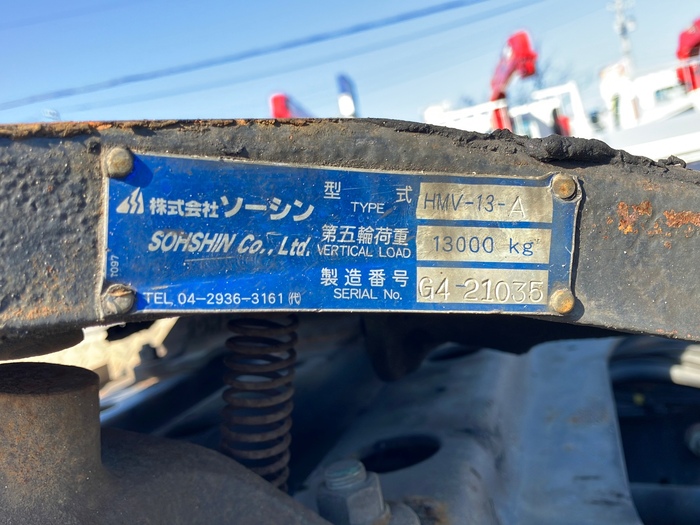 株式会社 ソーシン
SOHSHIN Co., Ltd.
TEL, 04-2936-3161 ㈹
型 式 TYPE HMV-13-A
第五輪荷重 VERTICAL LOAD 13000 kg
製造番号 SERIAL No. G4-21035